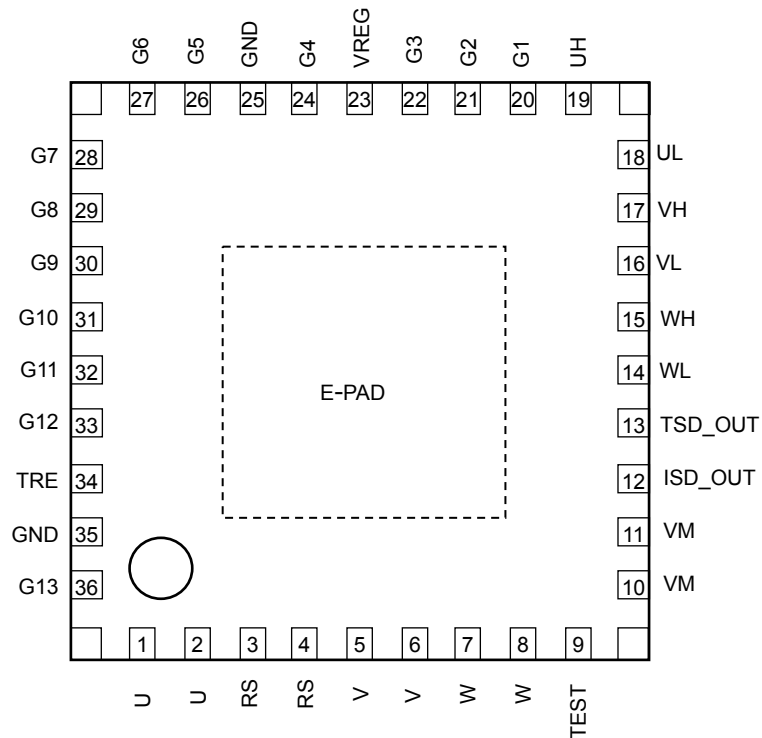 G6 G5 GND G4 VREG G3 G2 G1 UH
27 26 25 24 23 22 21 20 19
G7 28 18 UL
G8 29 17 VH
G9 30 16 VL
G10 31 15 WH
G11 32 14 WL
E-PAD
G12 33 13 TSD_OUT
TRE 34 12 ISD_OUT
GND 35 11 VM
G13 36 10 VM
1 2 3 4 5 6 7 8 9
U U RS RS V V W W TEST